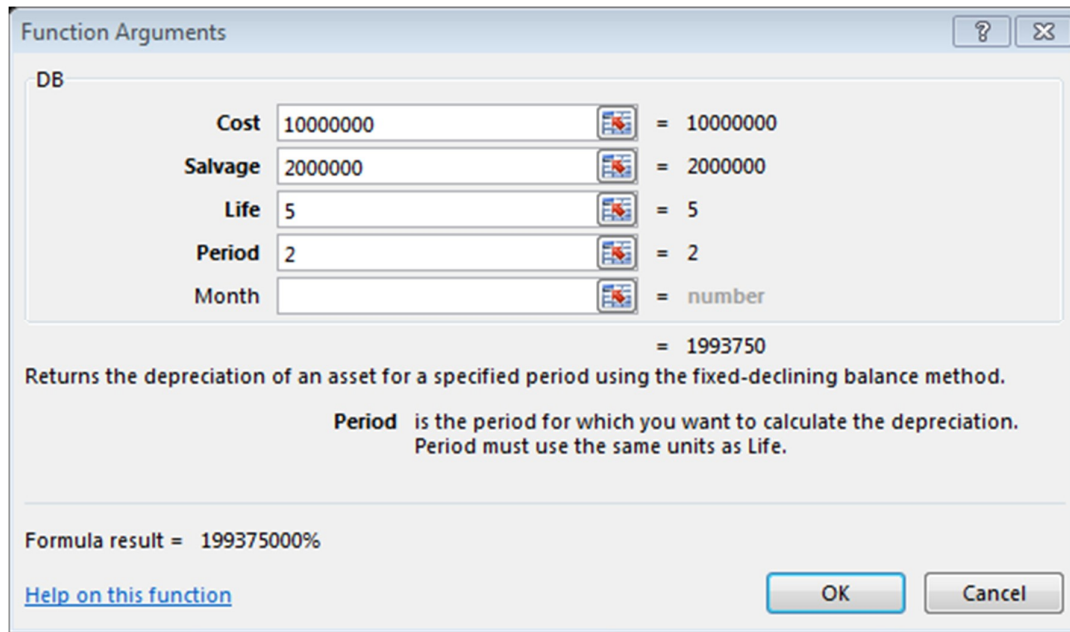 Function Arguments
DB
Cost 10000000 = 10000000
Salvage 2000000 = 2000000
Life 5 = 5
Period 2 = 2
Month = number
= 1993750
Returns the depreciation of an asset for a specified period using the fixed-declining balance method.
Period is the period for which you want to calculate the depreciation.
Period must use the same units as Life.
Formula result = 199375000%
Help on this function
OK Cancel